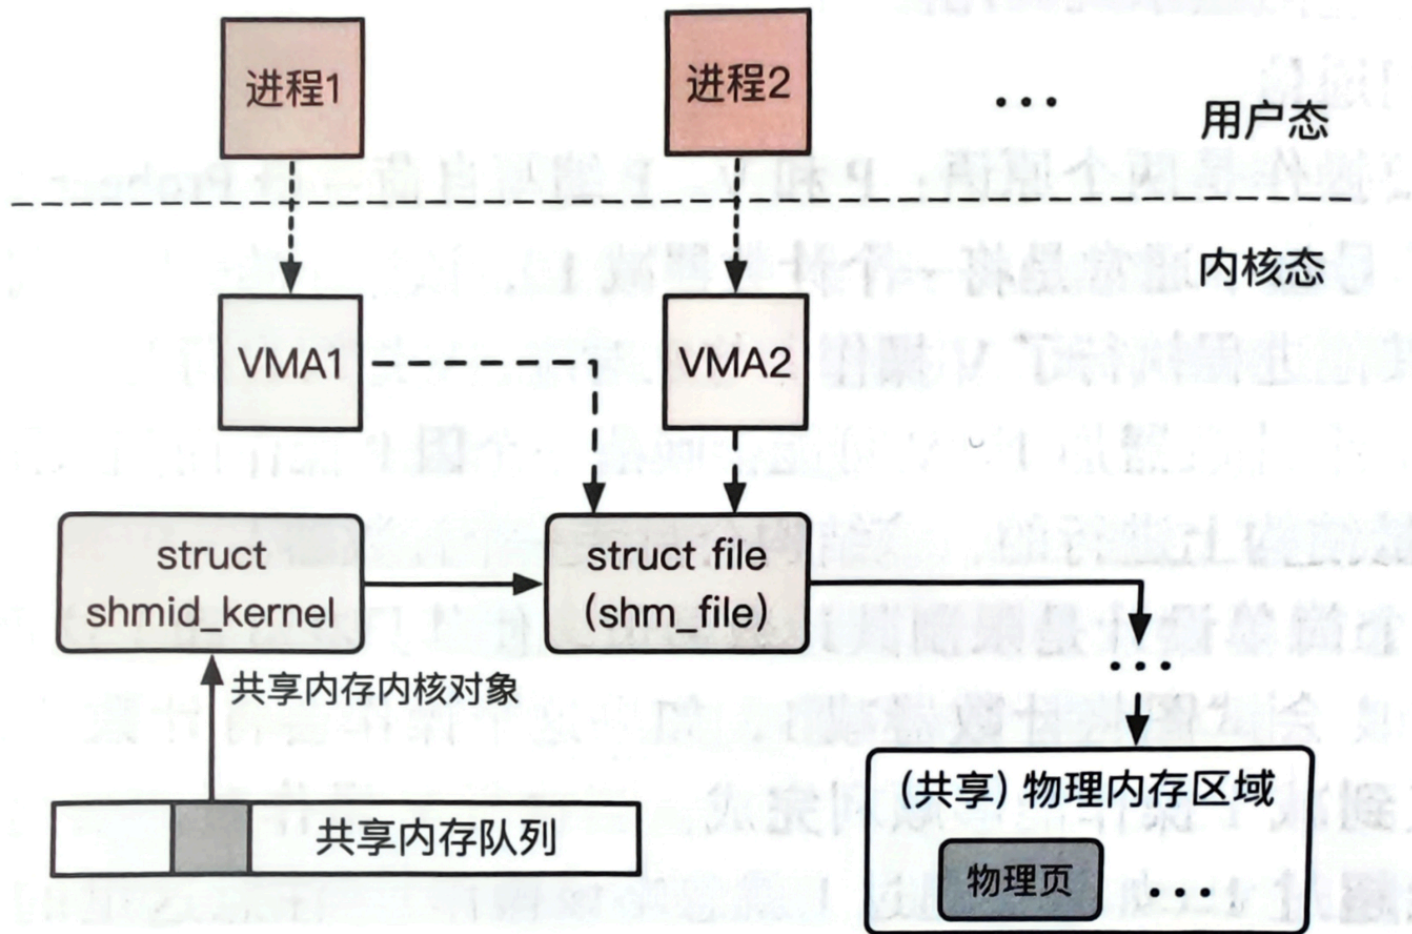 进程1
进程2
...
用户态
内核态
VMA1
VMA2
struct
shmid_kernel
struct file
(shm_file)
...
共享内存内核对象
共享内存队列
(共享) 物理内存区域
物理页
...